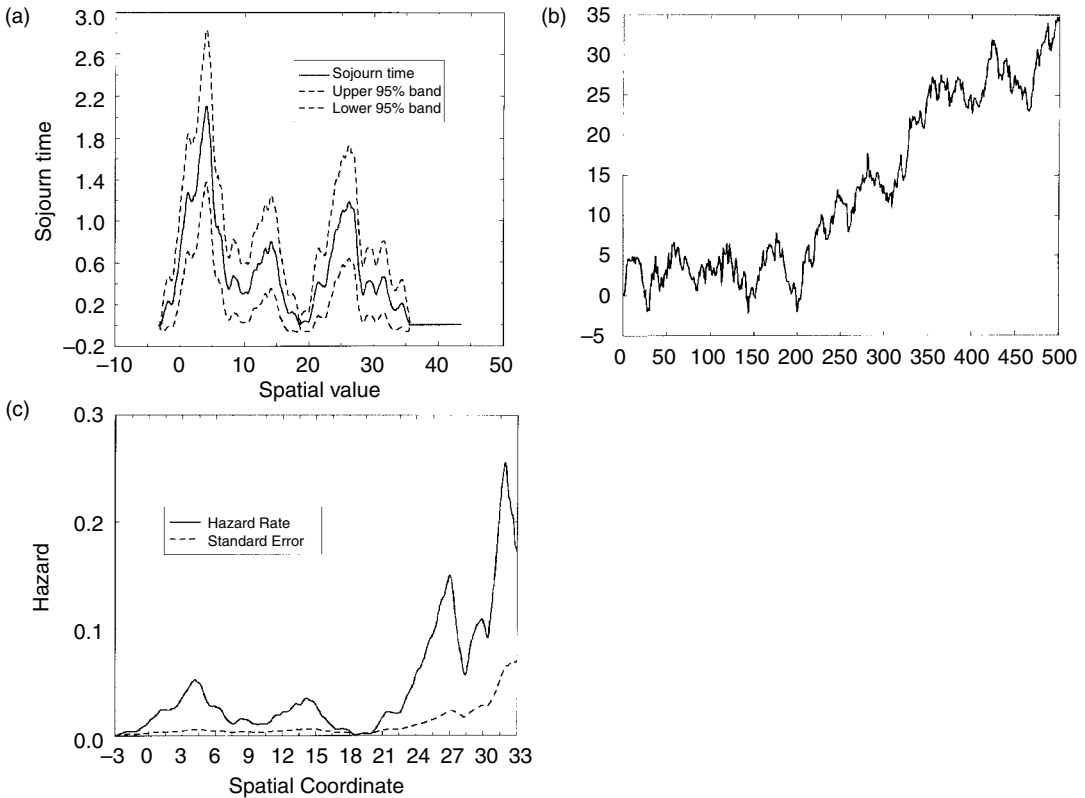 (a)
3.0
2.6
2.2
1.8
1.4
1.0
0.6
0.2
–0.2
Sojourn time
Sojourn time
Upper 95% band
Lower 95% band
–10 0 10 20 30 40 50
Spatial value
(b)
35
30
25
20
15
10
5
0
–5
0 50 100 150 200 250 300 350 400 450 500
(c)
0.3
0.2
0.1
0.0
Hazard
Hazard Rate
Standard Error
–3 0 3 6 9 12 15 18 21 24 27 30 33
Spatial Coordinate